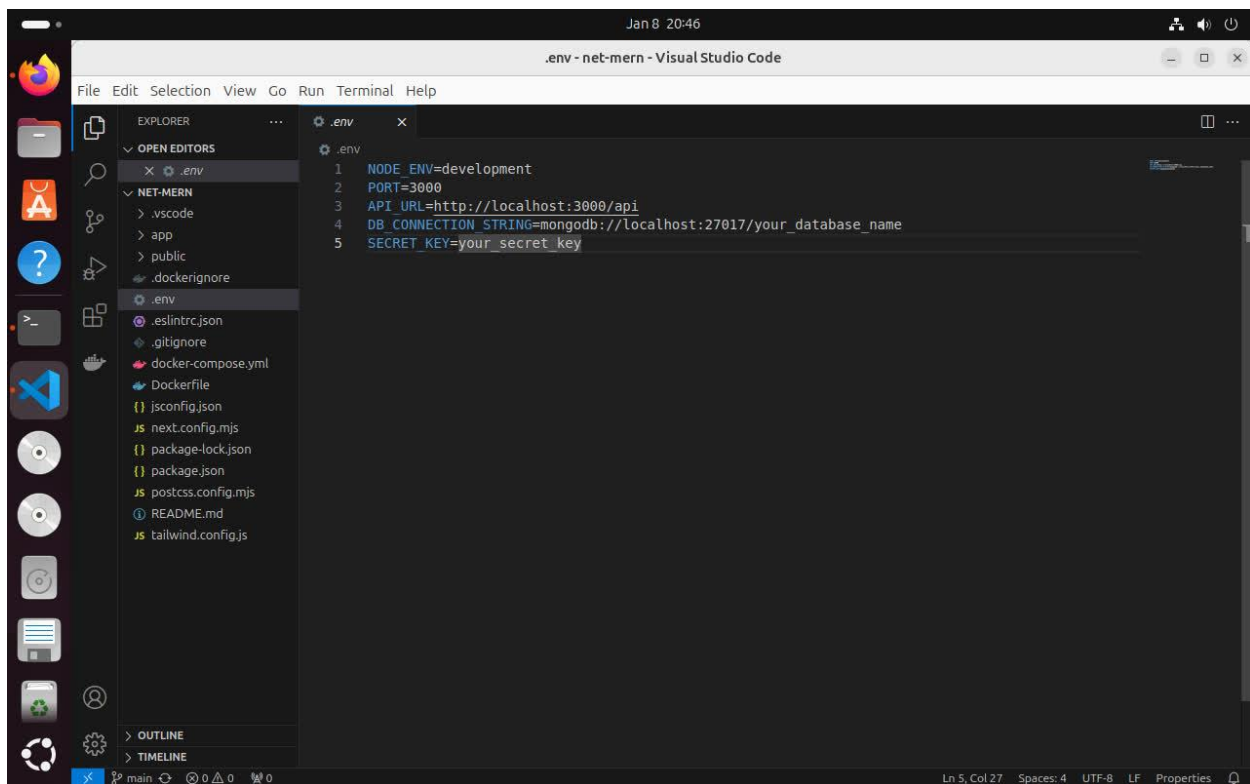 Jan 8 20:46
.env - net-mern - Visual Studio Code
File Edit Selection View Go Run Terminal Help
EXPLORER
OPEN EDITORS
.env
NET-MERN
.vscode
app
public
.dockerignore
.env
.eslintrc.json
.gitignore
docker-compose.yml
Dockerfile
jsconfig.json
JS next.config.mjs
package-lock.json
package.json
JS postcss.config.mjs
README.md
JS tailwind.config.js
OUTLINE
TIMELINE
.env
.env
1 NODE_ENV=development
2 PORT=3000
3 API_URL=http://localhost:3000/api
4 DB_CONNECTION_STRING=mongodb://localhost:27017/your_database_name
5 SECRET_KEY=your_secret_key
main 0 0 0 Ln 5, Col 27 Spaces: 4 UTF-8 LF Properties